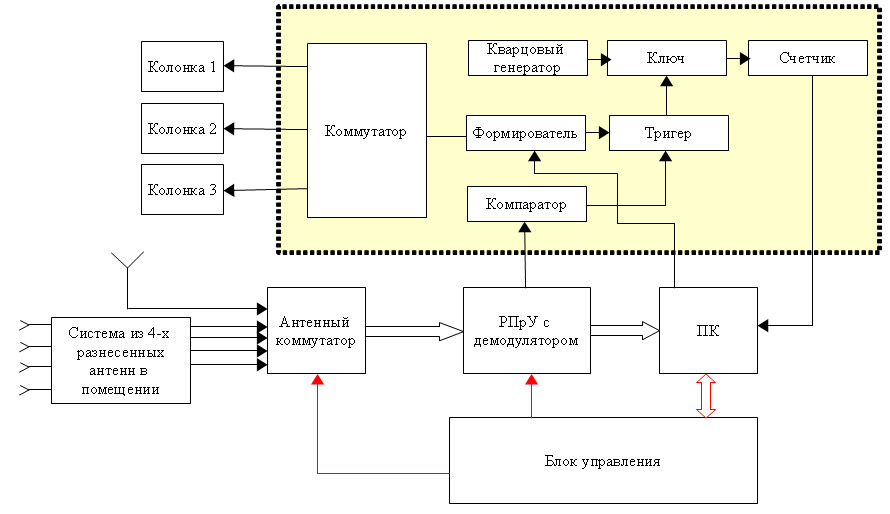 Колонка 1
Колонка 2
Колонка 3
Коммутатор
Кварцовый
генератор
Ключ
Счетчик
Формирователь
Тригер
Компаратор
Система из 4-х
разнесенных
антенн в
помещении
Антенный
коммутатор
РПрУ с
демодулятором
ПК
Блок управления